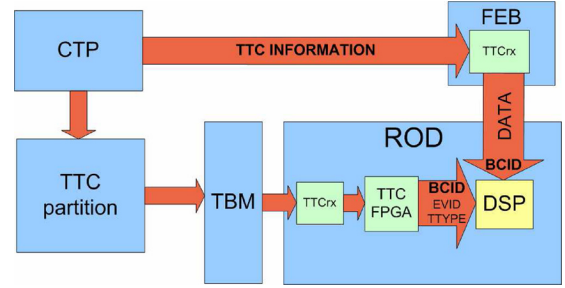 CTP
TTC INFORMATION
FEB
TTCrx
DATA
BCID
TTC
partition
TBM
ROD
TTCrx
TTC
FPGA
BCID
EVID
TTYPE
DSP